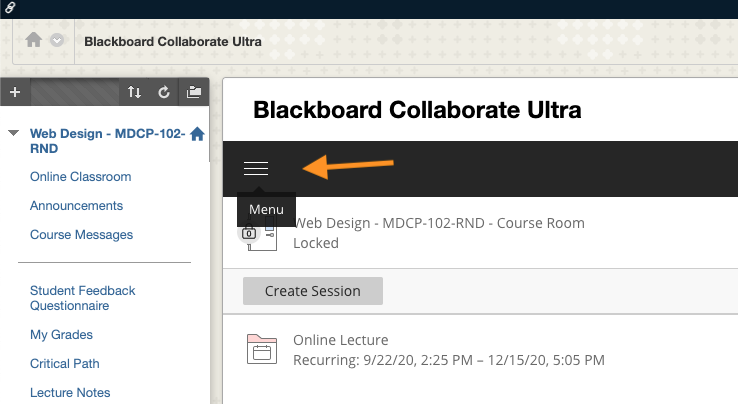 Blackboard Collaborate Ultra
Web Design - MDCP-102-
RND
Online Classroom
Announcements
Course Messages
Student Feedback
Questionnaire
My Grades
Critical Path
Lecture Notes
Blackboard Collaborate Ultra
Menu
Web Design - MDCP-102-RND - Course Room
Locked
Create Session
Online Lecture
Recurring: 9/22/20, 2:25 PM – 12/15/20, 5:05 PM